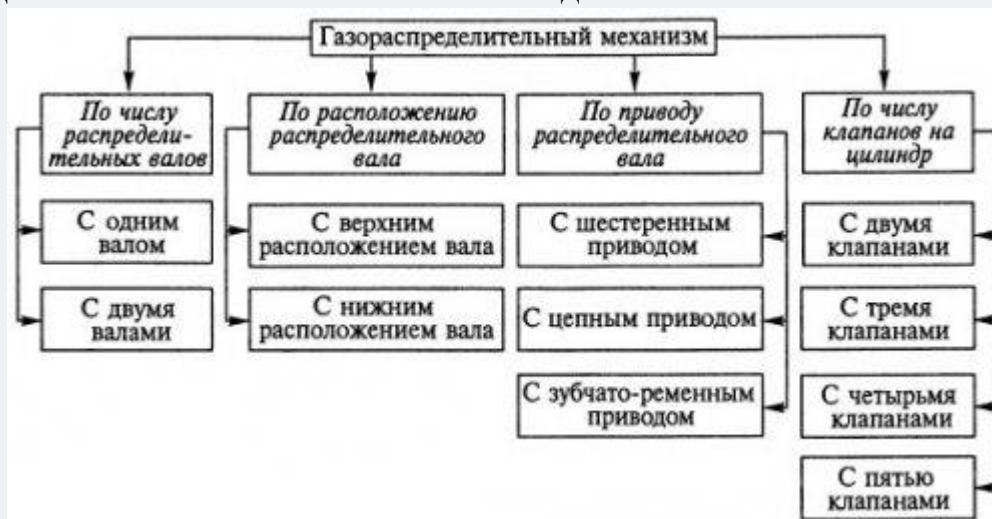 Газораспределительный механизм
По числу
распредели-
тельных валов
По расположению
распределительного
вала
По приводу
распределительного
вала
По числу
клапанов на
цилиндр
С одним
валом
С двумя
валами
С верхним
расположением вала
С нижним
расположением вала
С шестеренным
приводом
С цепным приводом
С зубчато-ременным
приводом
С двумя
клапанами
С тремя
клапанами
С четырьмя
клапанами
С пятью
клапанами